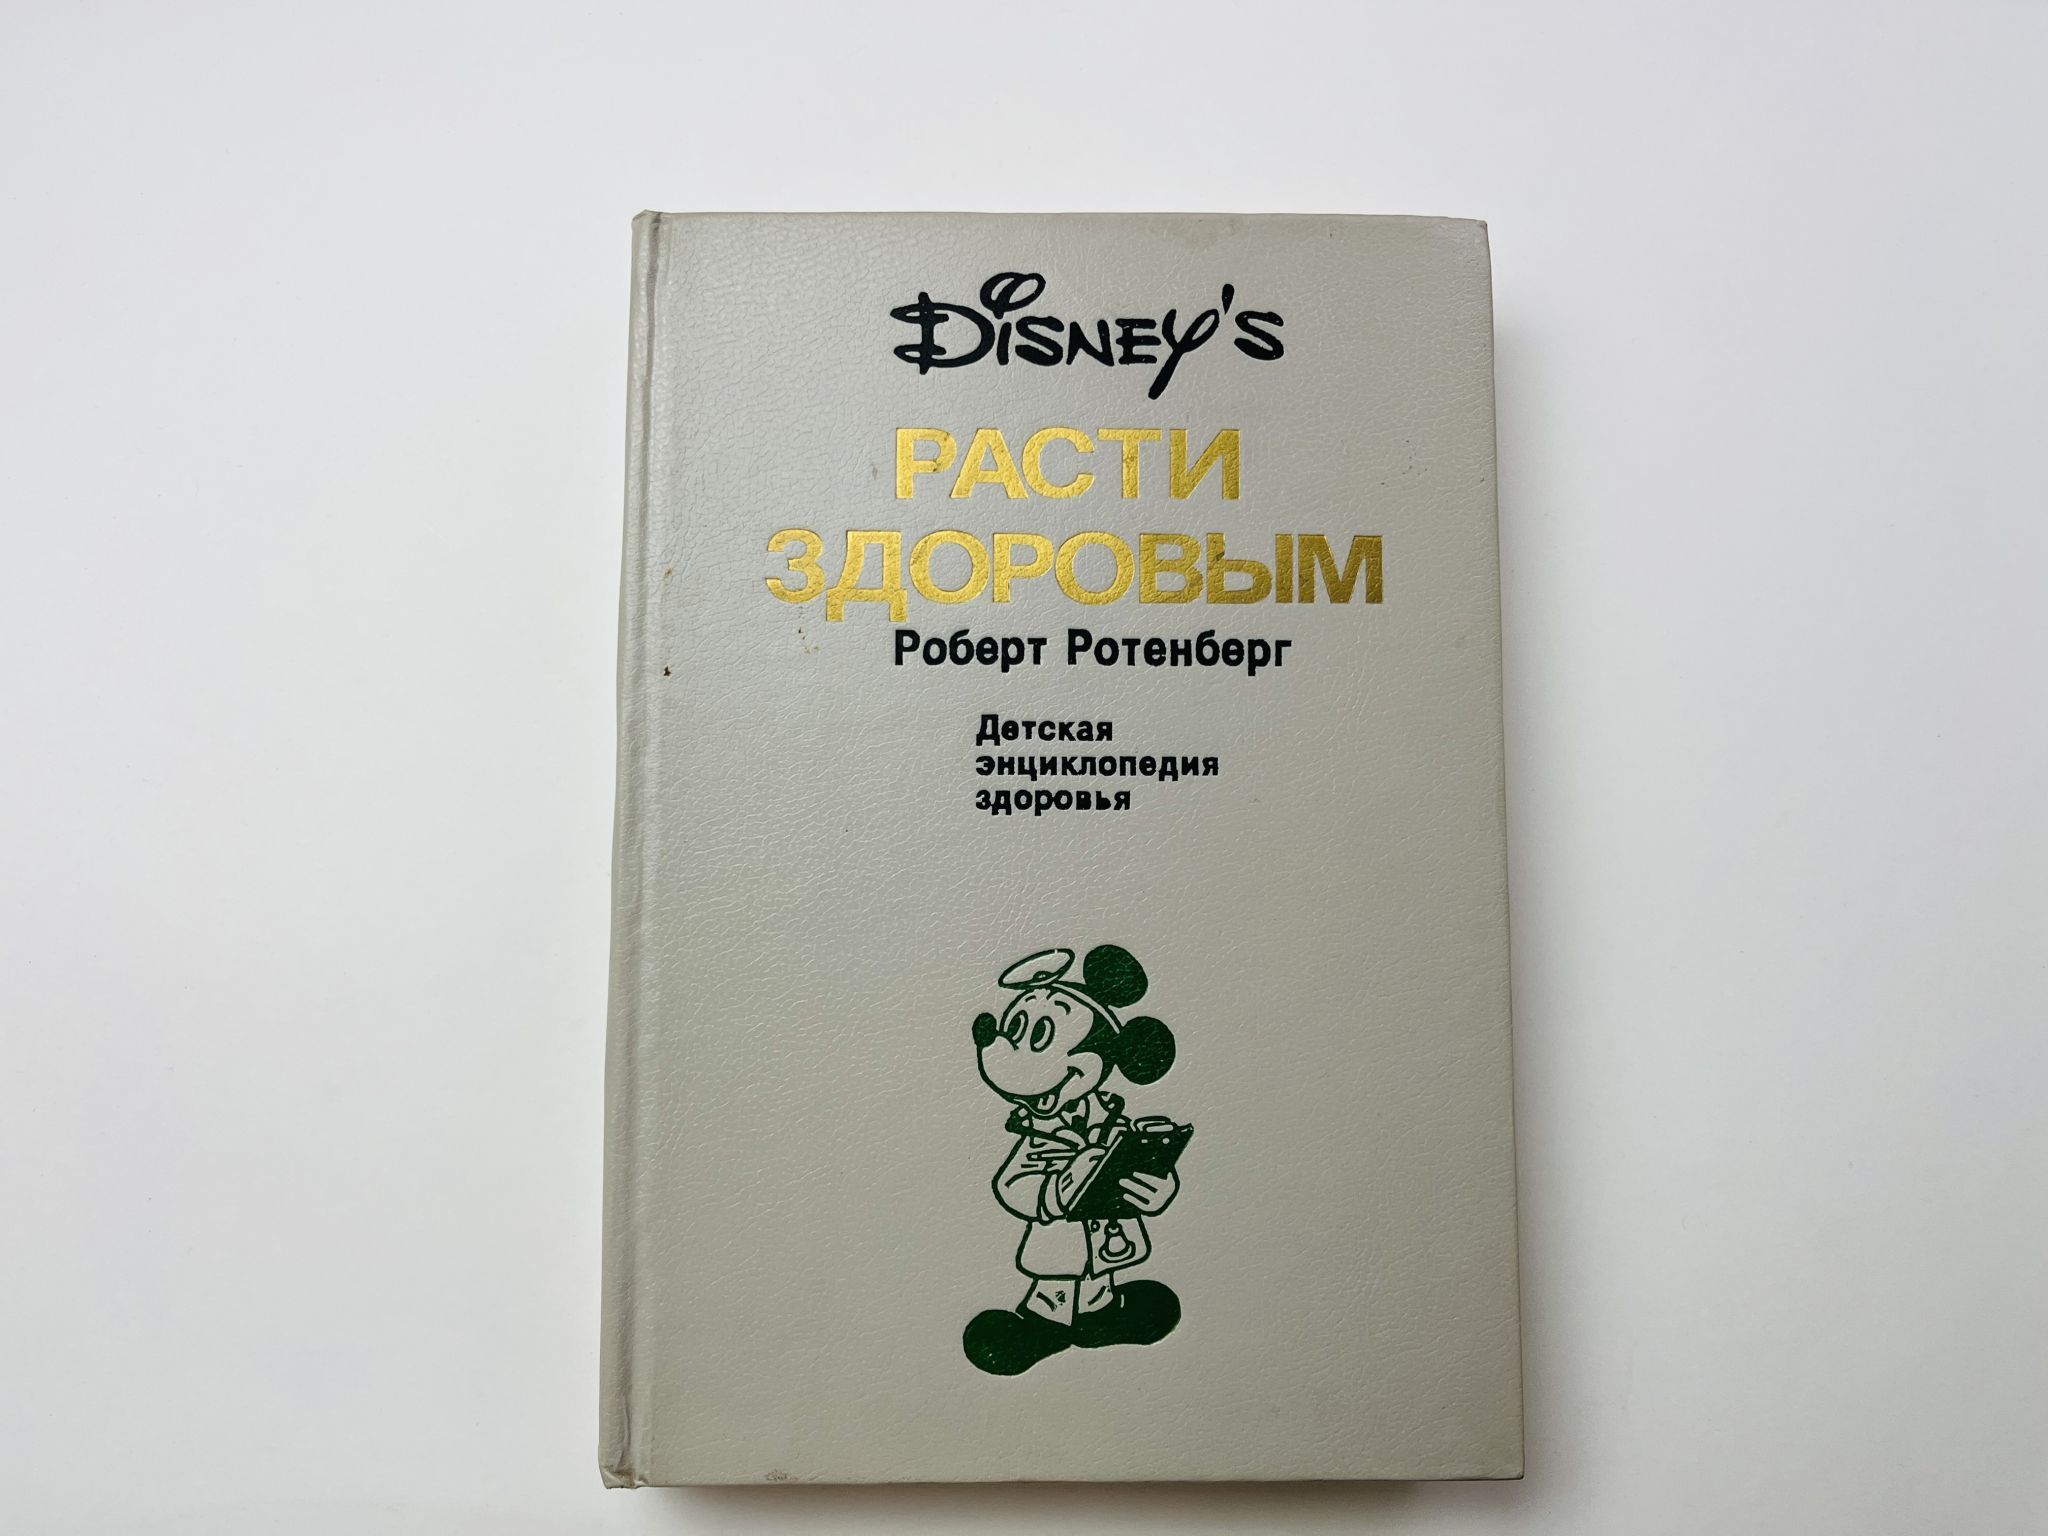 Disney's
РАСТИ
ЗДОРОВЫМ
Роберт Ротенберг
Детская
энциклопедия
здоровья